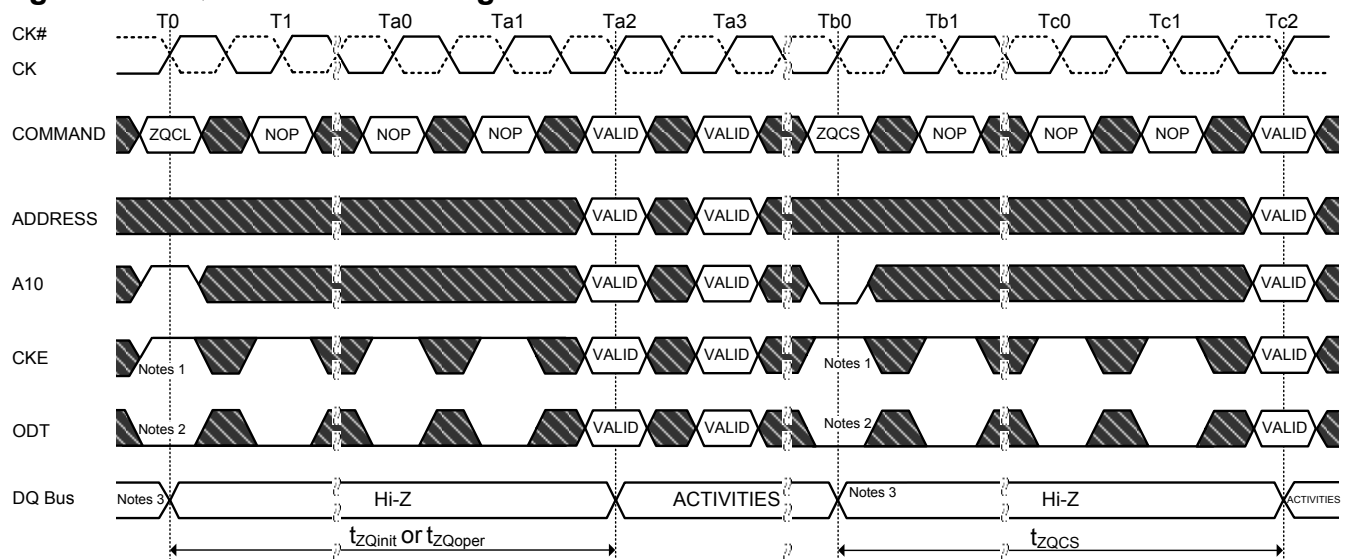 T0 T1 Ta0 Ta1 Ta2 Ta3 Tb0 Tb1 Tc0 Tc1 Tc2
CK#
CK
COMMAND ZQCL NOP NOP NOP VALID VALID ZQCS NOP NOP NOP VALID
ADDRESS VALID VALID VALID
A10 VALID VALID VALID
CKE Notes 1 VALID VALID Notes 1 VALID
ODT Notes 2 VALID VALID Notes 2 VALID
DQ Bus Notes 3 Hi-Z ACTIVITIES Notes 3 Hi-Z ACTIVITIES
tZQinit or tZQoper tZQCS